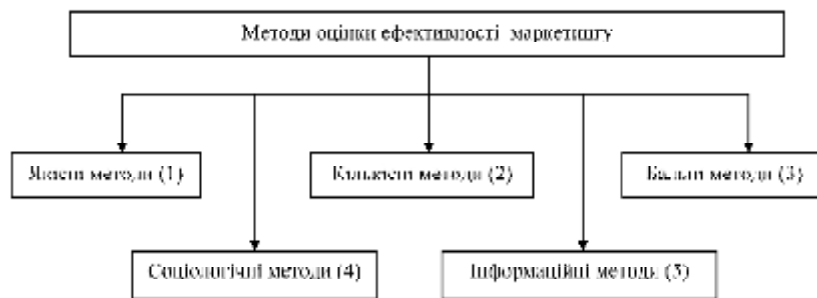 Методи оцінки ефективності маркетингу
Якісні методи (1)
Кількісні методи (2)
Бальні методи (3)
Соціологічні методи (4)
Інформаційні методи (5)